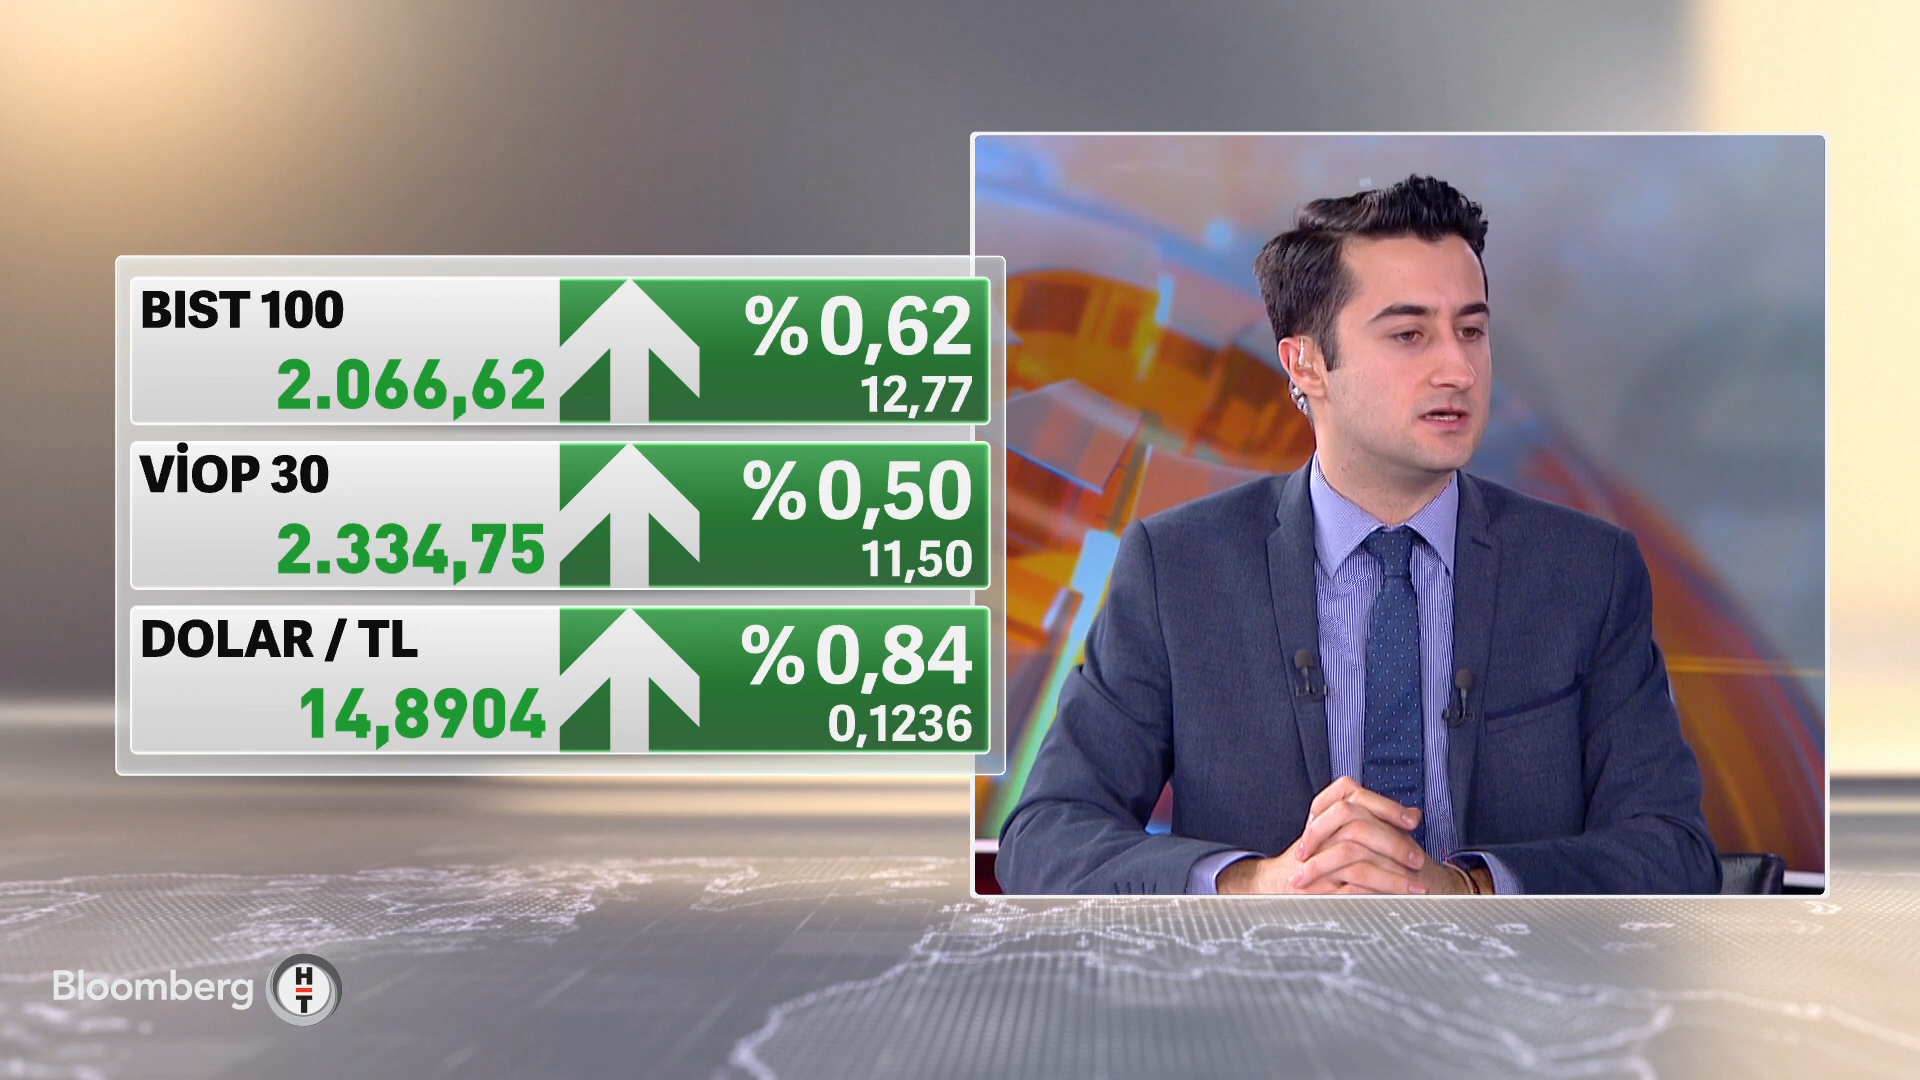 BIST 100
2.066,62
%0,62
12,77
VİOP 30
2.334,75
%0,50
11,50
DOLAR / TL
14,8904
%0,84
0,1236
Bloomberg HT